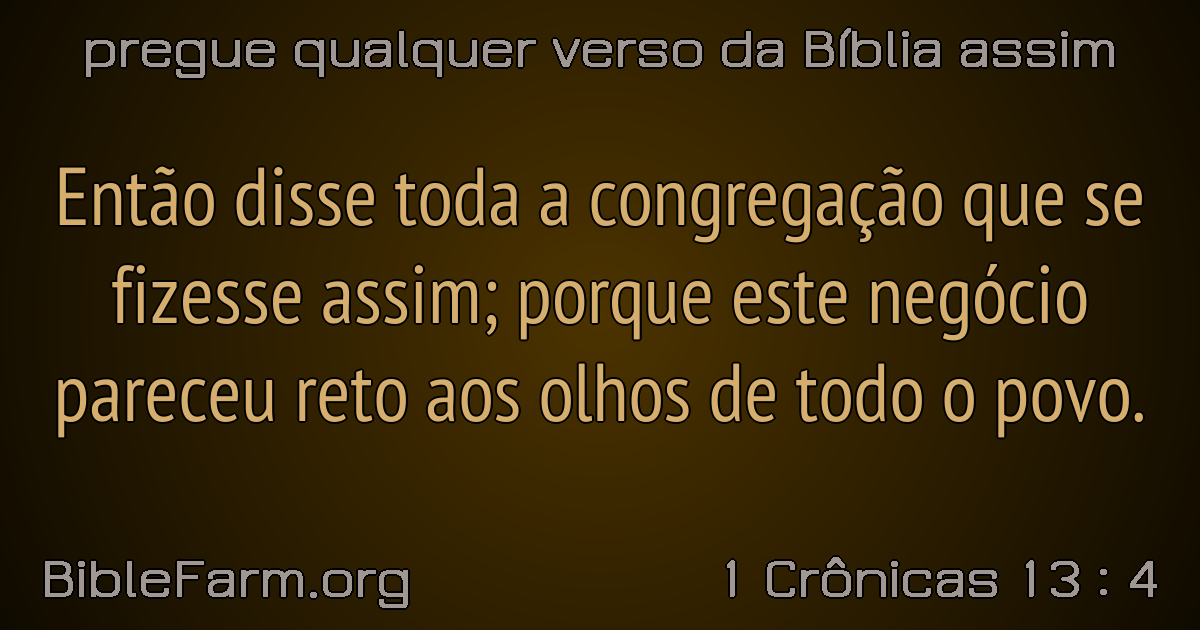 pregue qualquer verso da Bíblia assim
Então disse toda a congregação que se
fizesse assim; porque este negócio
pareceu reto aos olhos de todo o povo.
BibleFarm.org
1 Crônicas 13 : 4